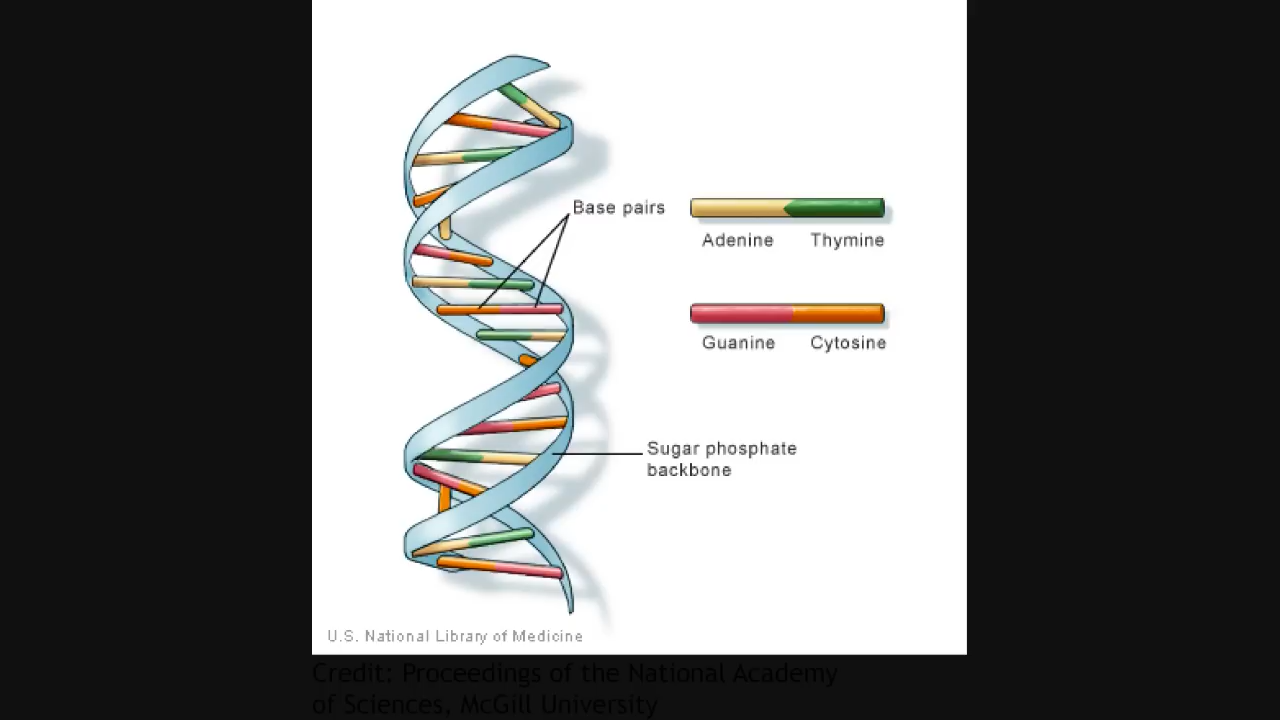 Base pairs
Adenine Thymine
Guanine Cytosine
Sugar phosphate
backbone
U.S. National Library of Medicine
Credit: Proceedings of the National Academy
of Sciences, McGill University